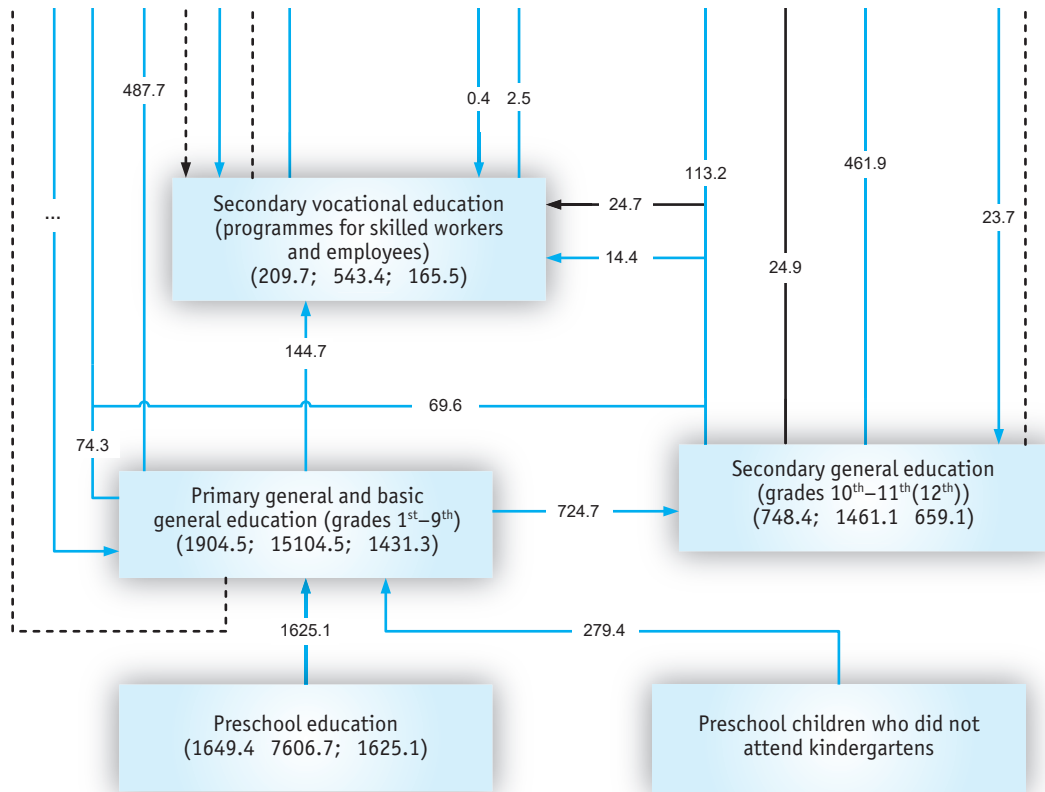 487.7
0.4
2.5
113.2
461.9
...
23.7
24.7
24.9
14.4
Secondary vocational education
(programmes for skilled workers
and employees)
(209.7; 543.4; 165.5)
144.7
69.6
74.3
Secondary general education
(grades 10th–11th(12th))
(748.4; 1461.1 659.1)
Primary general and basic
general education (grades 1st–9th)
(1904.5; 15104.5; 1431.3)
724.7
1625.1
279.4
Preschool education
(1649.4 7606.7; 1625.1)
Preschool children who did not
attend kindergartens